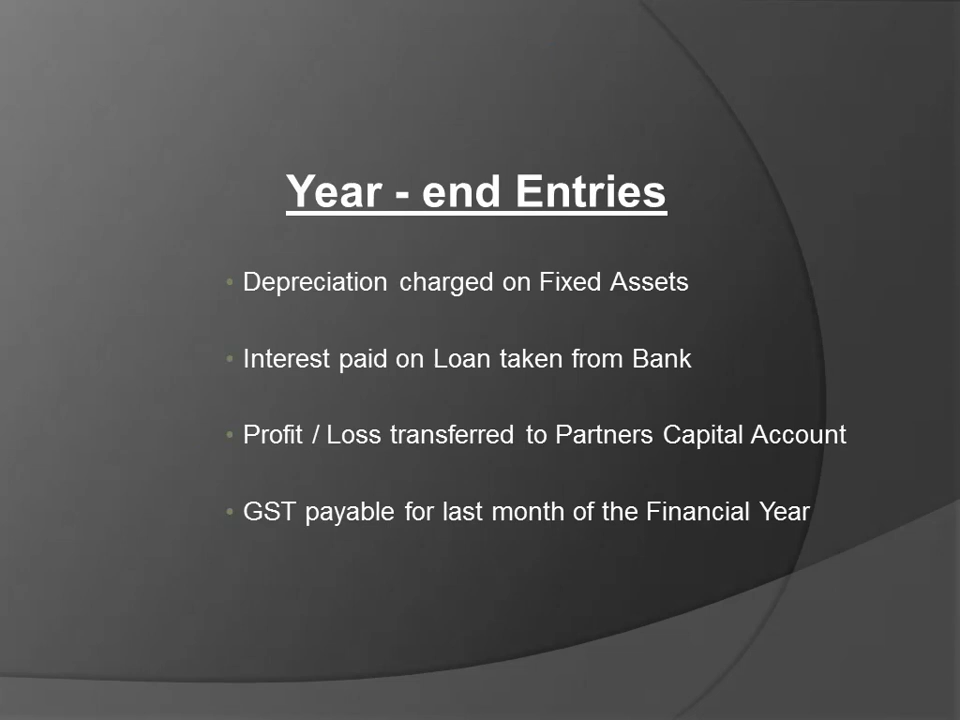 Year - end Entries
• Depreciation charged on Fixed Assets
• Interest paid on Loan taken from Bank
• Profit / Loss transferred to Partners Capital Account
• GST payable for last month of the Financial Year